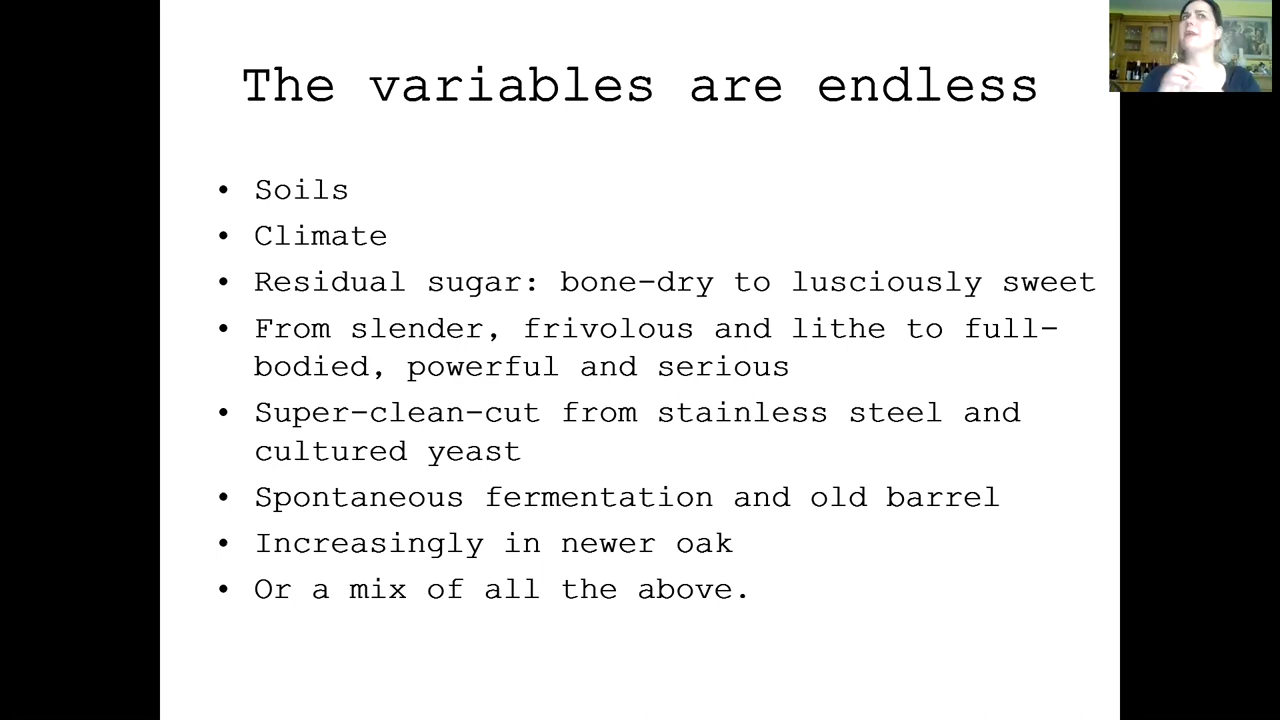 The variables are endless
• Soils
• Climate
• Residual sugar: bone-dry to lusciously sweet
• From slender, frivolous and lithe to full-
bodied, powerful and serious
• Super-clean-cut from stainless steel and
cultured yeast
• Spontaneous fermentation and old barrel
• Increasingly in newer oak
• Or a mix of all the above.